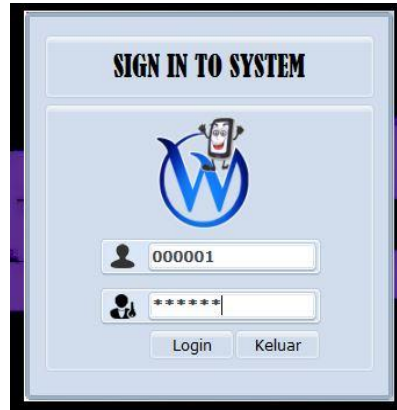 SIGN IN TO SYSTEM
W
000001
******
Login Keluar